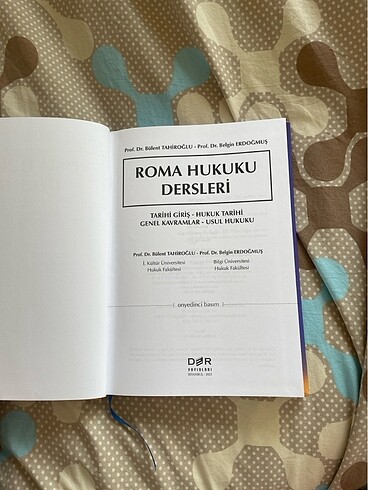 Prof. Dr. Bülent TAHİROĞLU - Prof. Dr. Belgin ERDOĞMUŞ
ROMA HUKUKU
DERSLERİ
TARİHİ GİRİŞ - HUKUK TARİHİ
GENEL KAVRAMLAR - USUL HUKUKU
Prof. Dr. Bülent TAHİROĞLU - Prof. Dr. Belgin ERDOĞMUŞ
İ. Kültür Üniversitesi Bilgi Üniversitesi
Hukuk Fakültesi Hukuk Fakültesi
onyedinci basım
DER
YAYINLARI